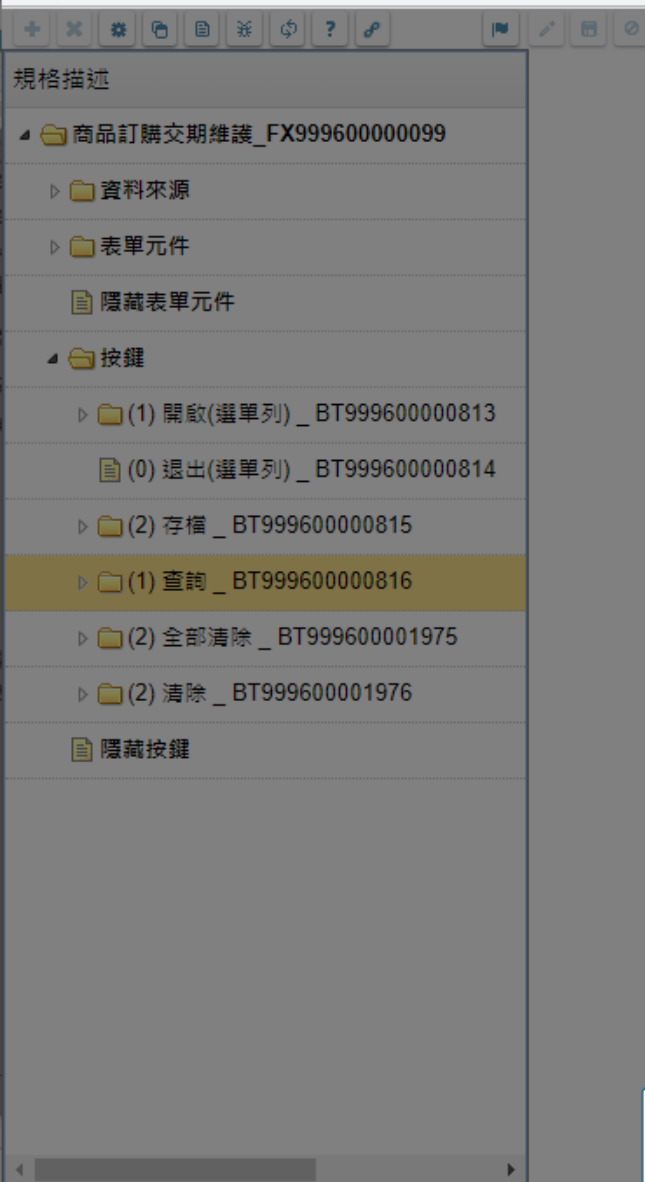 規格描述
商品訂購交期維護_FX999600000099
資料來源
表單元件
隱藏表單元件
按鍵
(1) 開啟(選單列) _ BT999600000813
(0) 退出(選單列) _ BT999600000814
(2) 存檔 _ BT999600000815
(1) 查詢 _ BT999600000816
(2) 全部清除 _ BT999600001975
(2) 清除 _ BT999600001976
隱藏按鍵